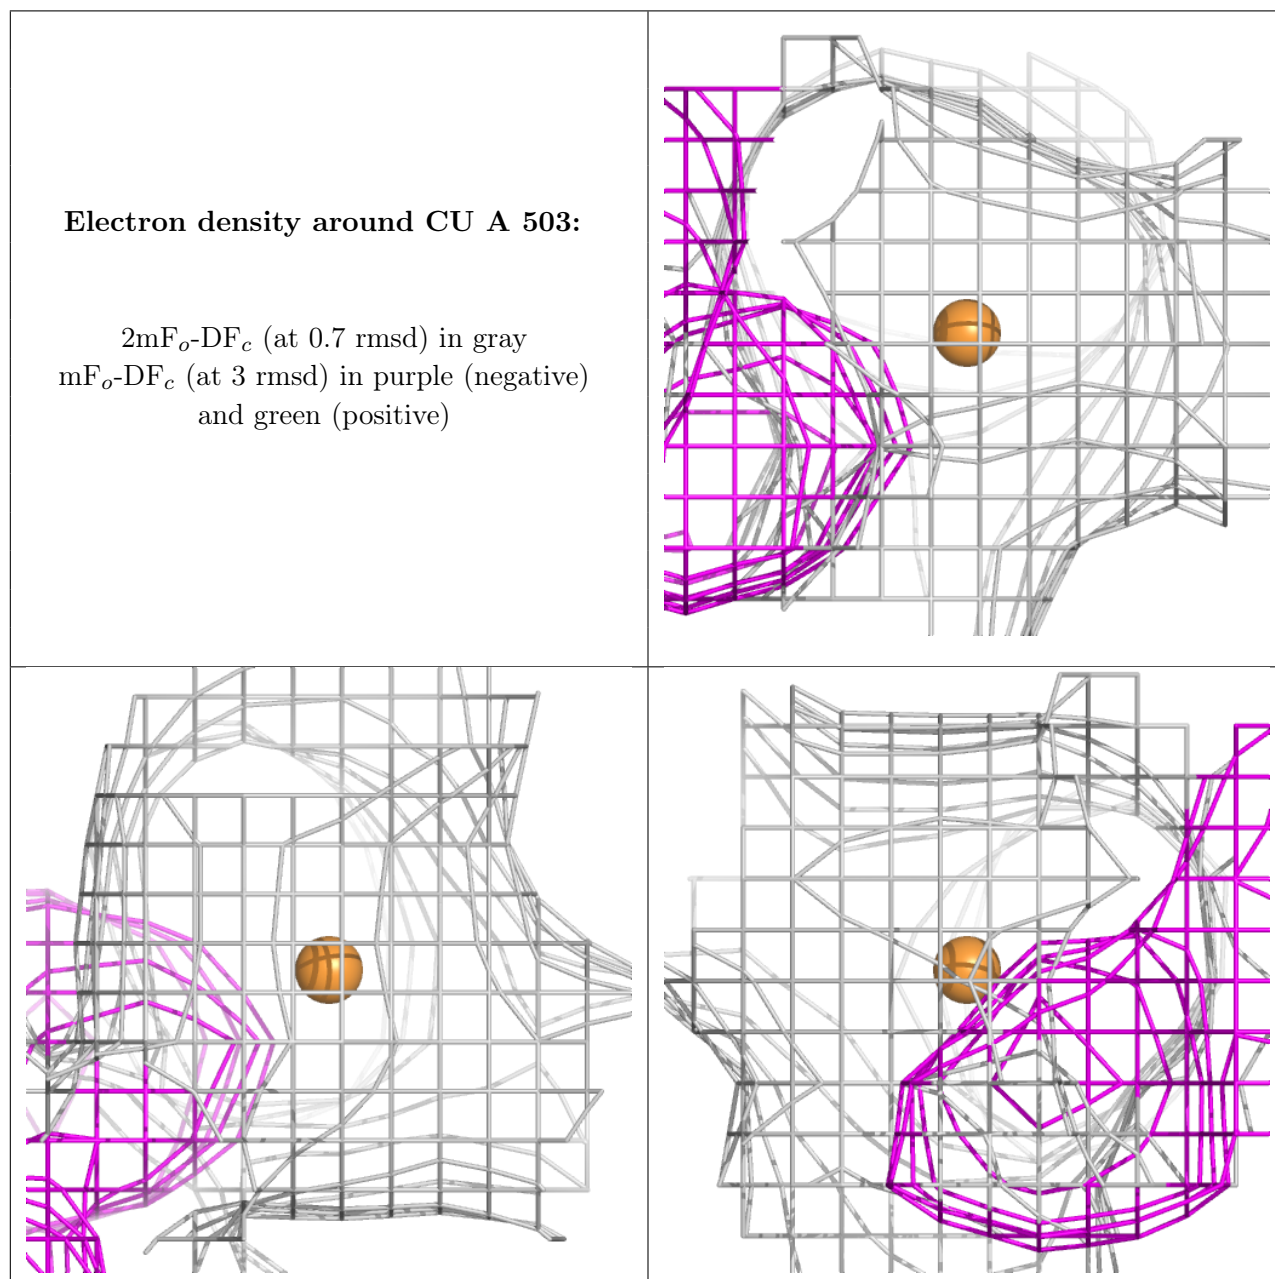 Electron density around CU A 503:
2mFo-DFc (at 0.7 rmsd) in gray
mFo-DFc (at 3 rmsd) in purple (negative)
and green (positive)